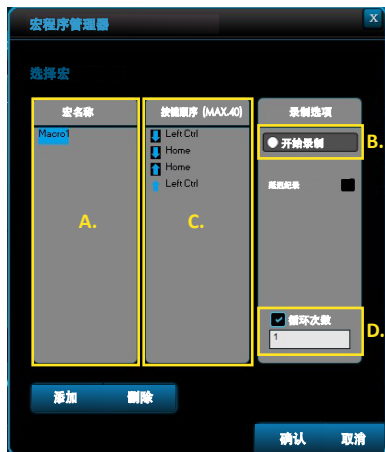 宏程序管理器
X
选择宏
宏名称
按键顺序 (MAX.40)
录制选项
Macro1
Left Ctrl
Home
Home
Left Ctrl
开始录制
B.
延迟纪录
A.
C.
循环次数
1
D.
添加
删除
确认
取消